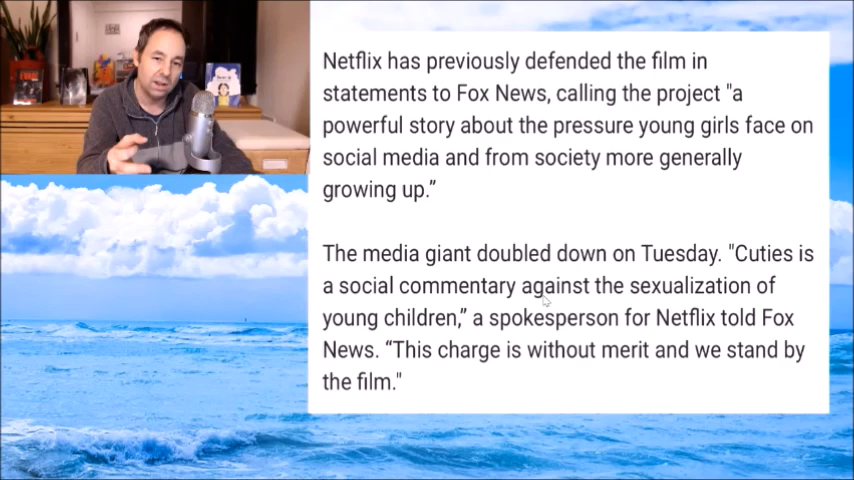 Netflix has previously defended the film in
statements to Fox News, calling the project "a
powerful story about the pressure young girls face on
social media and from society more generally
growing up.”
The media giant doubled down on Tuesday. "Cuties is
a social commentary against the sexualization of
young children,” a spokesperson for Netflix told Fox
News. “This charge is without merit and we stand by
the film."